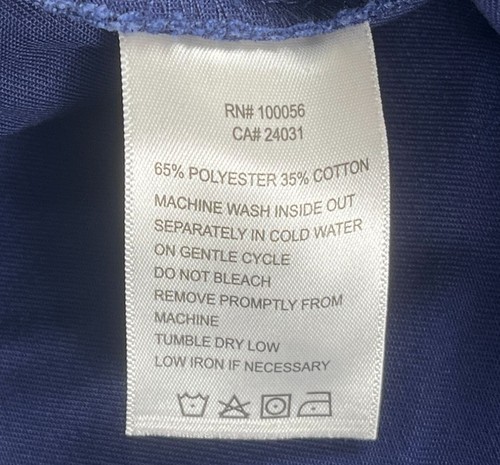 RN# 100056
CA# 24031
65% POLYESTER 35% COTTON
MACHINE WASH INSIDE OUT
SEPARATELY IN COLD WATER
ON GENTLE CYCLE
DO NOT BLEACH
REMOVE PROMPTLY FROM
MACHINE
TUMBLE DRY LOW
LOW IRON IF NECESSARY